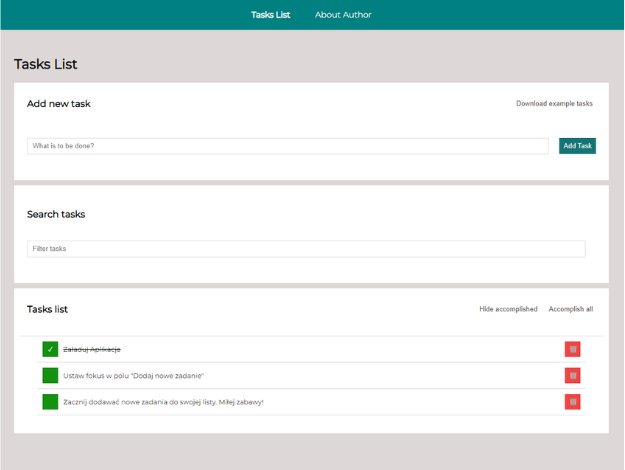 Tasks List
About Author
Tasks List
Add new task
Download example tasks
What is to be done?
Add Task
Search tasks
Filter tasks
Tasks list
Hide accomplished
Accomplish all
Załaduj Aplikacje
Ustaw fokus w polu "Dodaj nowe zadanie"
Zacznij dodawać nowe zadania do swojej listy. Miłej zabawy!